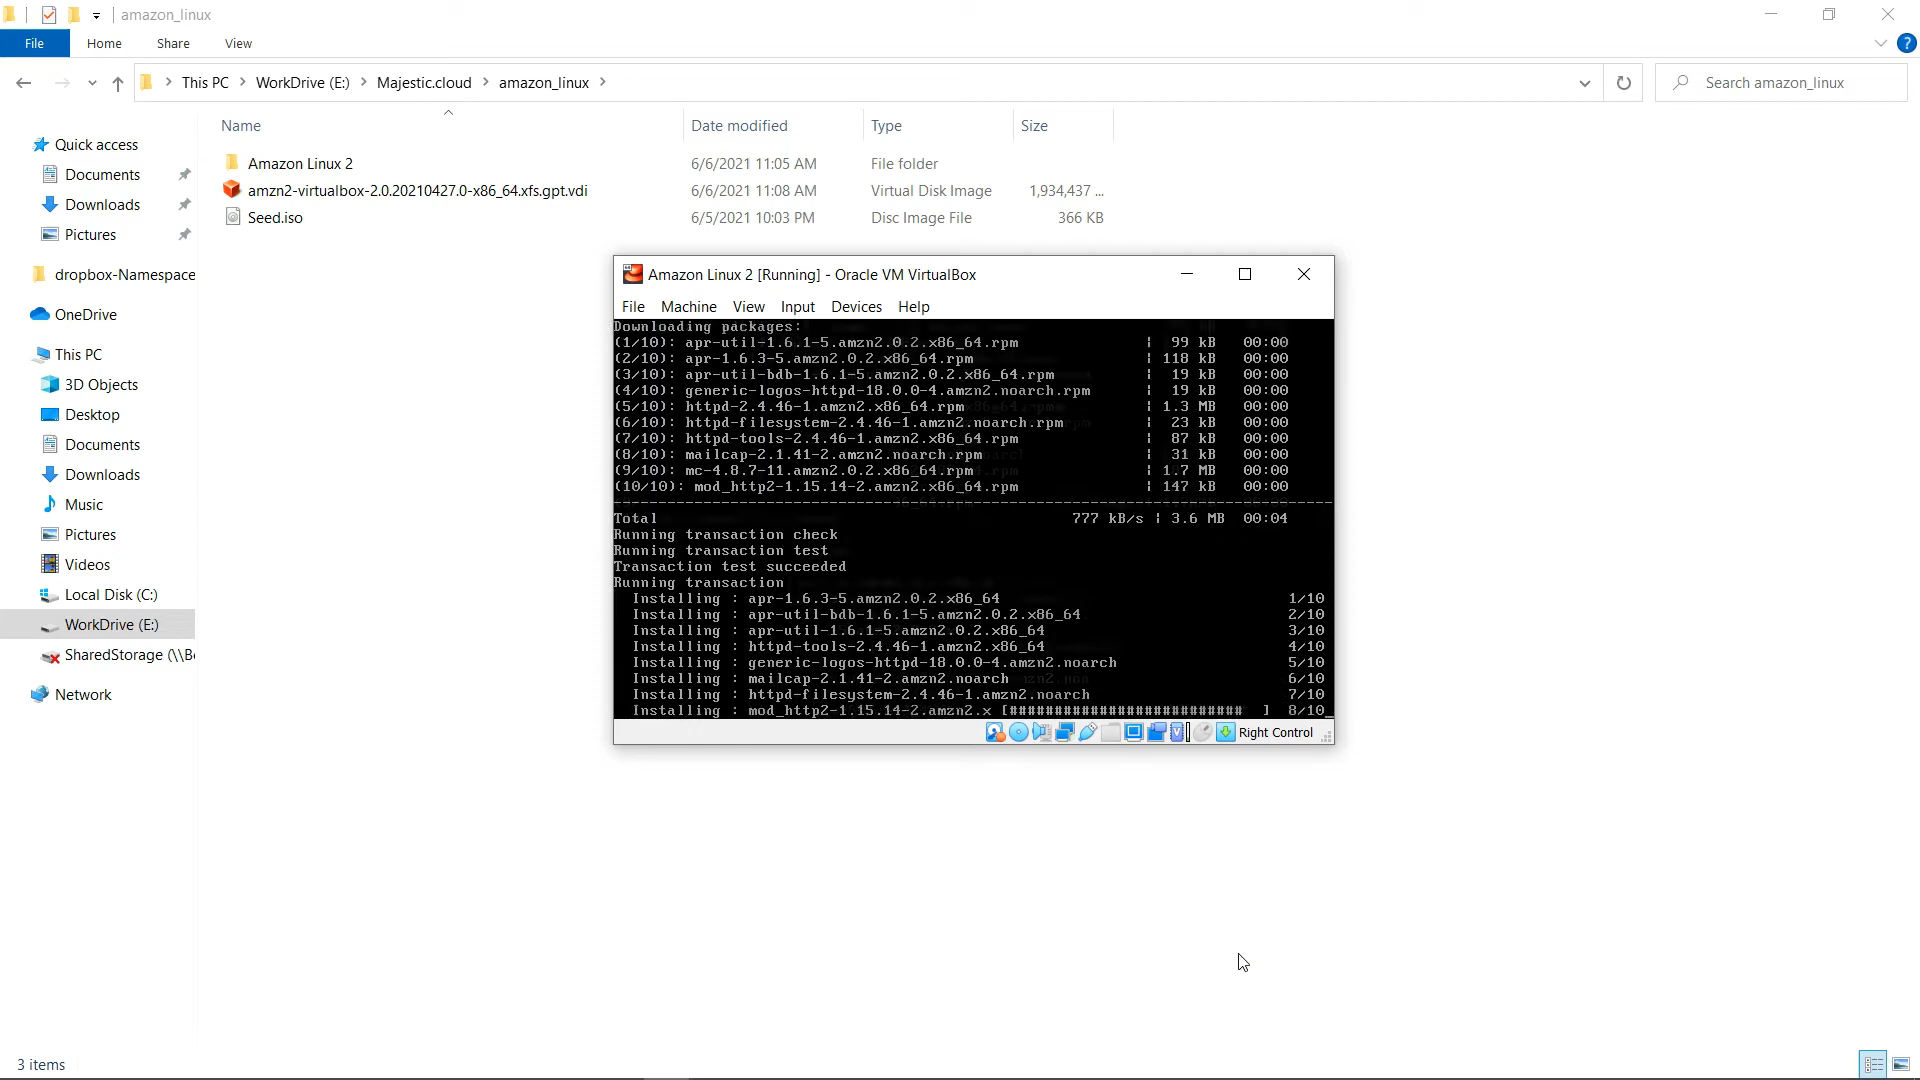 amazon_linux
File Home Share View
This PC > WorkDrive (E:) > Majestic.cloud > amazon_linux >
Search amazon_linux
Name Date modified Type Size
Amazon Linux 2 6/6/2021 11:05 AM File folder
amzn2-virtualbox-2.0.20210427.0-x86_64.xfs.gpt.vdi 6/6/2021 11:08 AM Virtual Disk Image 1,934,437 ...
Seed.iso 6/5/2021 10:03 PM Disc Image File 366 KB
Quick access
Documents
Downloads
Pictures
dropbox-Namespace
OneDrive
This PC
3D Objects
Desktop
Documents
Downloads
Music
Pictures
Videos
Local Disk (C:)
WorkDrive (E:)
SharedStorage (\\Be
Network
Amazon Linux 2 [Running] - Oracle VM VirtualBox
File Machine View Input Devices Help
Downloading packages:
(1/10): apr-util-1.6.1-5.amzn2.0.2.x86_64.rpm | 99 kB 00:00
(2/10): apr-1.6.3-5.amzn2.0.2.x86_64.rpm | 118 kB 00:00
(3/10): apr-util-bdb-1.6.1-5.amzn2.0.2.x86_64.rpm | 19 kB 00:00
(4/10): generic-logos-httpd-18.0.0-4.amzn2.noarch.rpm | 19 kB 00:00
(5/10): httpd-2.4.46-1.amzn2.x86_64.rpm | 1.3 MB 00:00
(6/10): httpd-filesystem-2.4.46-1.amzn2.noarch.rpm | 23 kB 00:00
(7/10): httpd-tools-2.4.46-1.amzn2.x86_64.rpm | 87 kB 00:00
(8/10): mailcap-2.1.41-2.amzn2.noarch.rpm | 31 kB 00:00
(9/10): mc-4.8.7-11.amzn2.0.2.x86_64.rpm | 1.7 MB 00:00
(10/10): mod_http2-1.15.14-2.amzn2.x86_64.rpm | 147 kB 00:00
--------------------------------------------------------------------------------
Total 777 kB/s | 3.6 MB 00:04
Running transaction check
Running transaction test
Transaction test succeeded
Running transaction
Installing : apr-1.6.3-5.amzn2.0.2.x86_64 1/10
Installing : apr-util-bdb-1.6.1-5.amzn2.0.2.x86_64 2/10
Installing : apr-util-1.6.1-5.amzn2.0.2.x86_64 3/10
Installing : httpd-tools-2.4.46-1.amzn2.x86_64 4/10
Installing : generic-logos-httpd-18.0.0-4.amzn2.noarch 5/10
Installing : mailcap-2.1.41-2.amzn2.noarch 6/10
Installing : httpd-filesystem-2.4.46-1.amzn2.noarch 7/10
Installing : mod_http2-1.15.14-2.amzn2.x [########################## ] 8/10_
Right Control
3 items